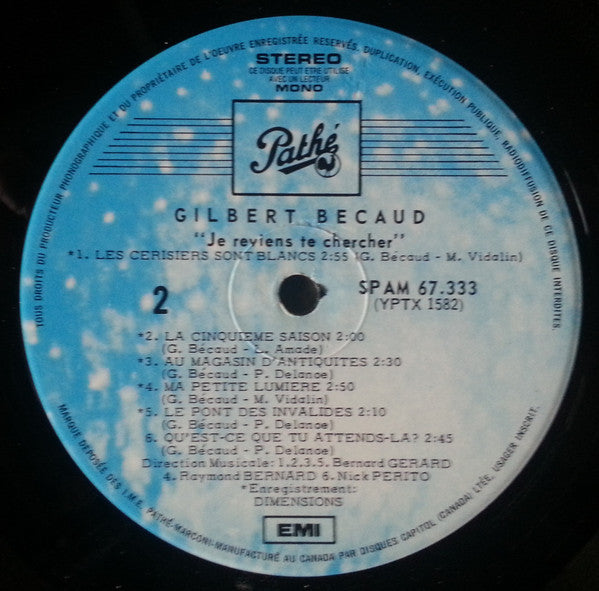 TOUS DROITS DU PRODUCTEUR PHONOGRAPHIQUE ET DU PROPRIÉTAIRE DE L'OEUVRE ENREGISTRÉE RESERVÉS, DUPLICATION, EXÉCUTION PUBLIQUE, RADIODIFFUSION DE CE DISQUE INTERDITES.
STEREO
CE DISQUE PEUT ETRE UTILISE
AVEC UN LECTEUR
MONO
Pathé
GILBERT BECAUD
"Je reviens te chercher"
*1. LES CERISIERS SONT BLANCS 2:55 (G. Bécaud - M. Vidalin)
2
SPAM 67.333
(YPTX 1582)
*2. LA CINQUIEME SAISON 2:00
(G. Bécaud - L. Amade)
*3. AU MAGASIN D'ANTIQUITES 2:30
(G. Bécaud - P. Delanoe)
*4. MA PETITE LUMIERE 2:50
(G. Bécaud - M. Vidalin)
*5. LE PONT DES INVALIDES 2:10
(G. Bécaud - P. Delanoe)
6. QU'EST-CE QUE TU ATTENDS-LA? 2:45
(G. Bécaud - P. Delanoe)
Direction Musicale: 1.2.3.5. Bernard GERARD
4. Raymond BERNARD 6. Nick PERITO
*Enregistrement:
DIMENSIONS
EMI
MARQUE DEPOSEE DES I.M.E. PATHÉ-MARCONI-MANUFACTURÉ AU CANADA PAR DISQUES CAPITOL (CANADA) LTÉE. USAGER INSCRIT.